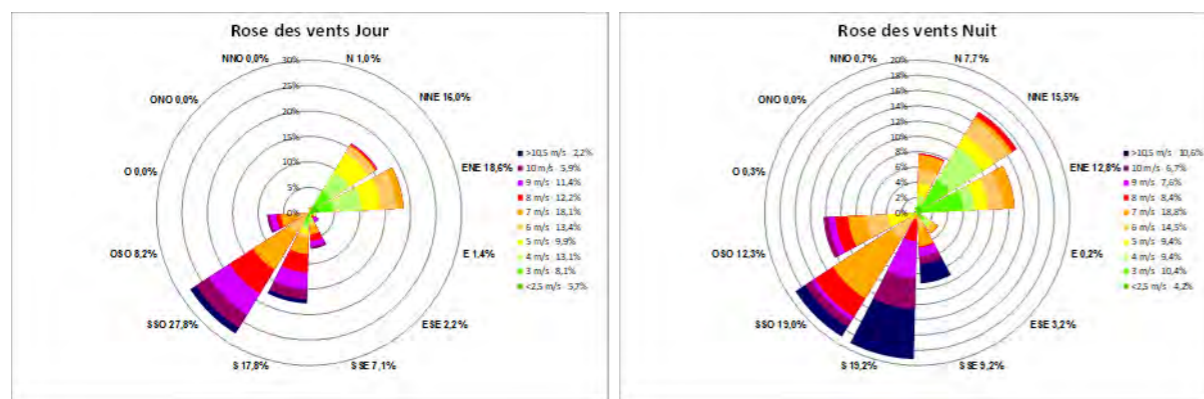 Rose des vents Jour
NNO 0,0%
30%
N 1,0%
ONO 0,0%
25%
NNE 16,0%
20%
15%
10%
5%
0%
O 0,0%
ENE 18,6%
OSO 8,2%
E 1,4%
SSO 27,8%
ESE 2,2%
S 17,8%
SSE 7,1%
>10,5 m/s 2,2%
10 m/s 5,9%
9 m/s 11,4%
8 m/s 12,2%
7 m/s 18,1%
6 m/s 13,4%
5 m/s 9,9%
4 m/s 13,1%
3 m/s 8,1%
<2,5 m/s 5,7%
Rose des vents Nuit
NNO 0,7%
20%
N 7,7%
18%
ONO 0,0%
16%
NNE 15,5%
14%
12%
10%
8%
6%
4%
2%
0%
O 0,3%
ENE 12,8%
OSO 12,3%
E 0,2%
SSO 19,0%
ESE 3,2%
S 19,2%
SSE 9,2%
>10,5 m/s 10,6%
10 m/s 6,7%
9 m/s 7,6%
8 m/s 8,4%
7 m/s 18,8%
6 m/s 14,5%
5 m/s 9,4%
4 m/s 9,4%
3 m/s 10,4%
<2,5 m/s 4,2%